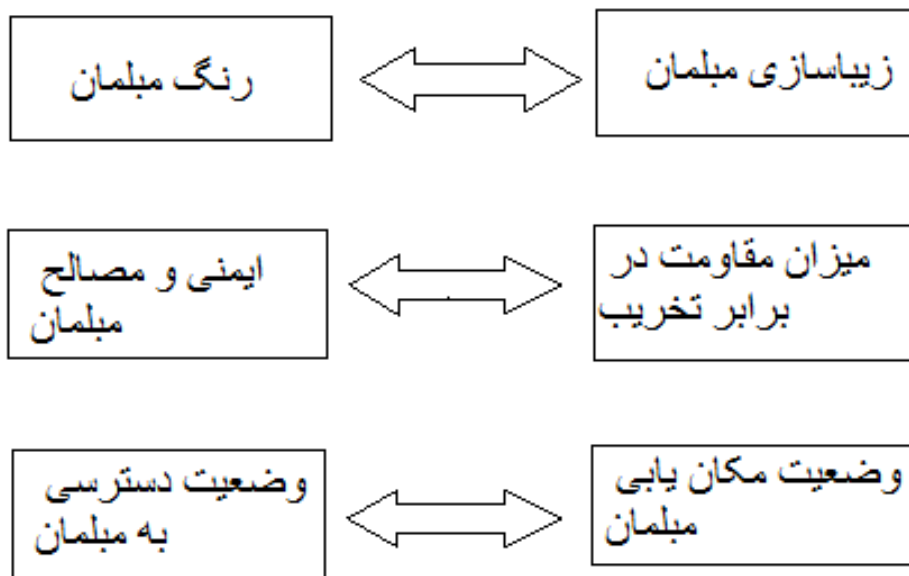 زیباسازی مبلمان
رنگ مبلمان
میزان مقاومت در
برابر تخریب
ایمنی و مصالح
مبلمان
وضعیت مکان یابی
مبلمان
وضعیت دسترسی
به مبلمان